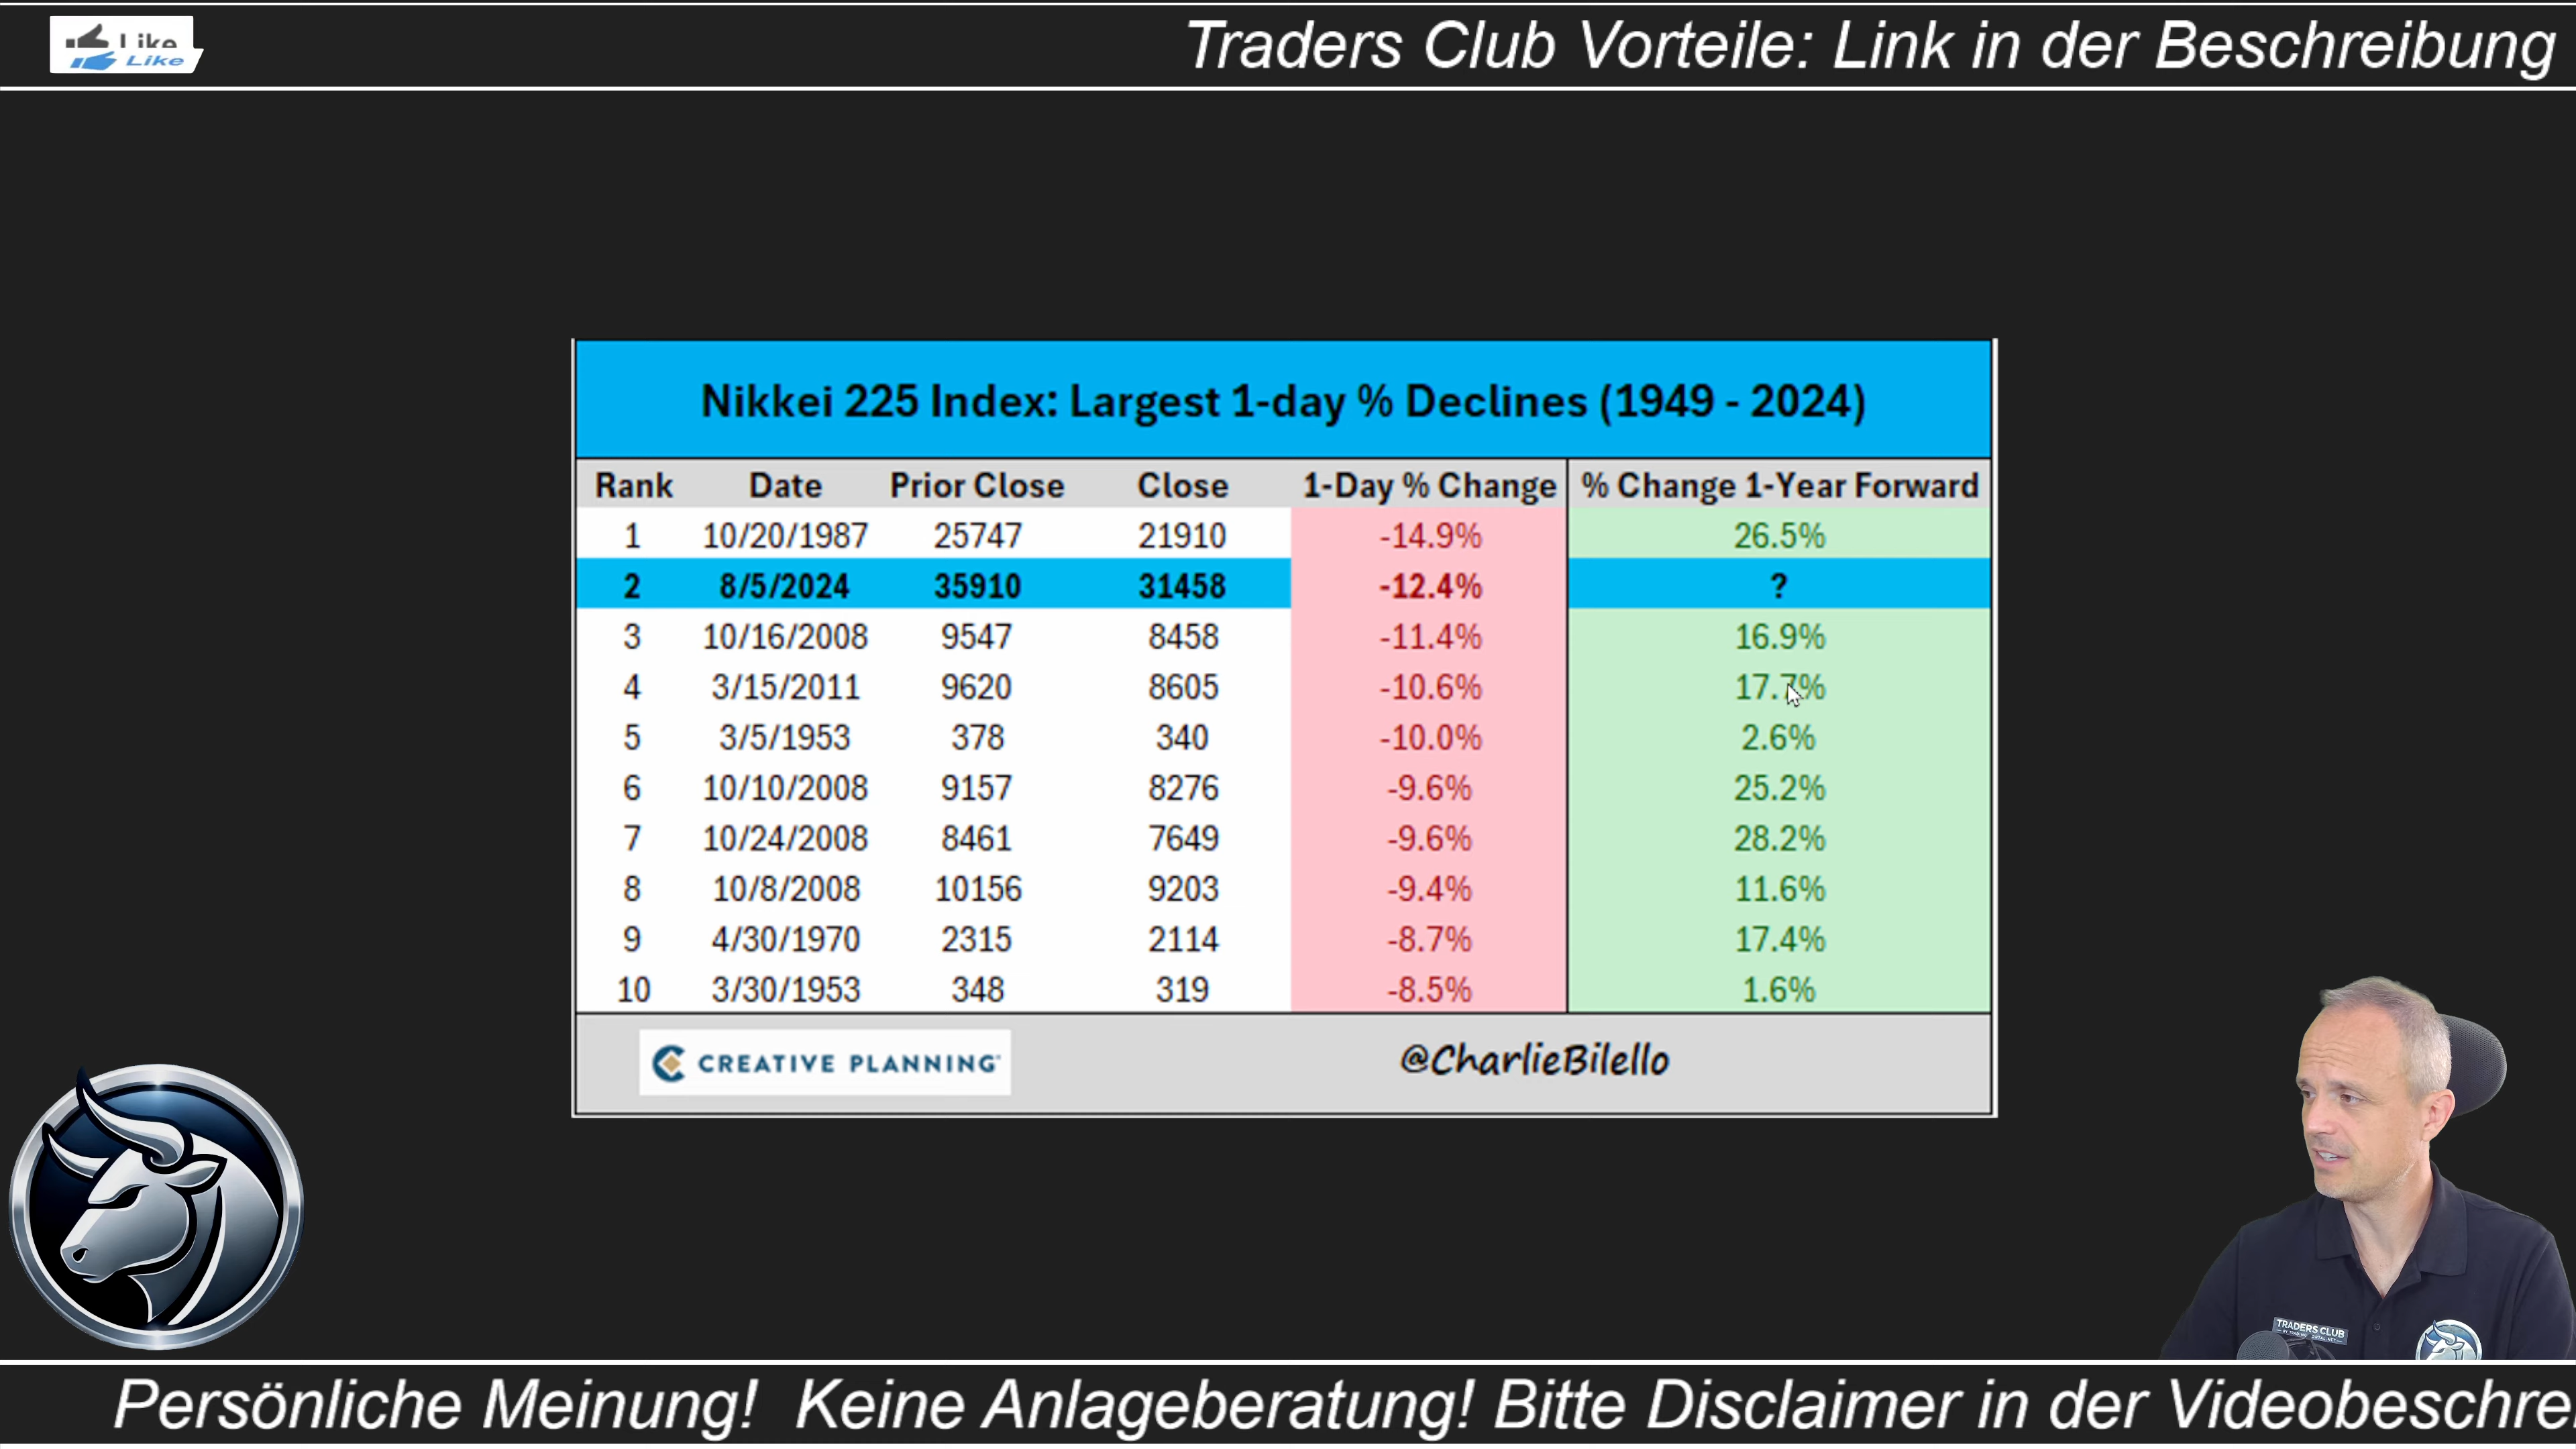 Like
Like
Traders Club Vorteile: Link in der Beschreibung
Nikkei 225 Index: Largest 1-day % Declines (1949 - 2024)
Rank Date Prior Close Close 1-Day % Change % Change 1-Year Forward
1 10/20/1987 25747 21910 -14.9% 26.5%
2 8/5/2024 35910 31458 -12.4% ?
3 10/16/2008 9547 8458 -11.4% 16.9%
4 3/15/2011 9620 8605 -10.6% 17.7%
5 3/5/1953 378 340 -10.0% 2.6%
6 10/10/2008 9157 8276 -9.6% 25.2%
7 10/24/2008 8461 7649 -9.6% 28.2%
8 10/8/2008 10156 9203 -9.4% 11.6%
9 4/30/1970 2315 2114 -8.7% 17.4%
10 3/30/1953 348 319 -8.5% 1.6%
CREATIVE PLANNING @CharlieBilello
TRADERS CLUB
Persönliche Meinung! Keine Anlageberatung! Bitte Disclaimer in der Videobeschre